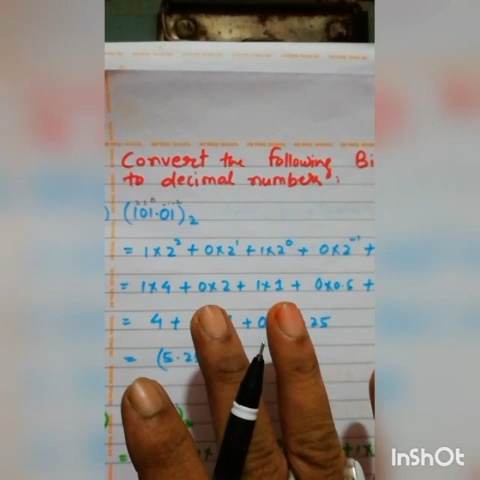 Convert the following Bi
to decimal number:
) (101.01)₂
= 1×2² + 0×2¹ + 1×2⁰ + 0×2⁻¹ +
= 1×4 + 0×2 + 1×1 + 0×0.5 +
= 4 + + 0 25
= (5.2
InShOt